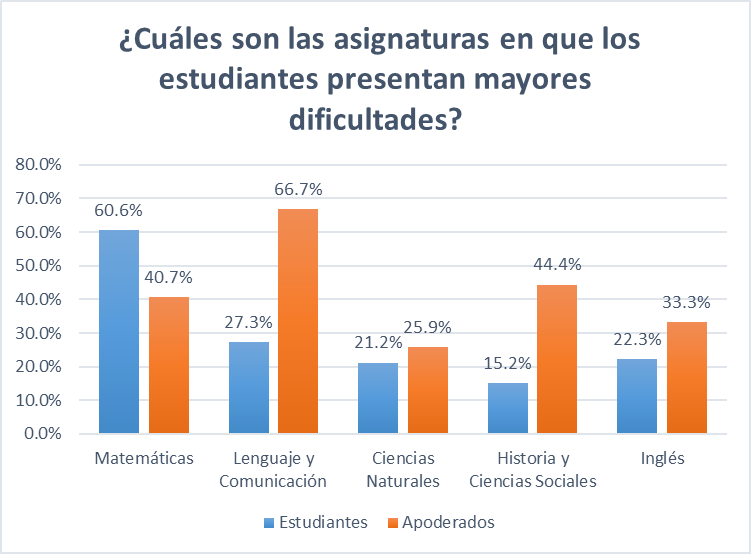 ¿Cuáles son las asignaturas en que los
estudiantes presentan mayores
dificultades?
80.0%
70.0%
60.0%
50.0%
40.0%
30.0%
20.0%
10.0%
0.0%
60.6%
40.7%
27.3%
66.7%
21.2%
25.9%
15.2%
44.4%
22.3%
33.3%
Matemáticas
Lenguaje y
Comunicación
Ciencias
Naturales
Historia y
Ciencias Sociales
Inglés
Estudiantes
Apoderados